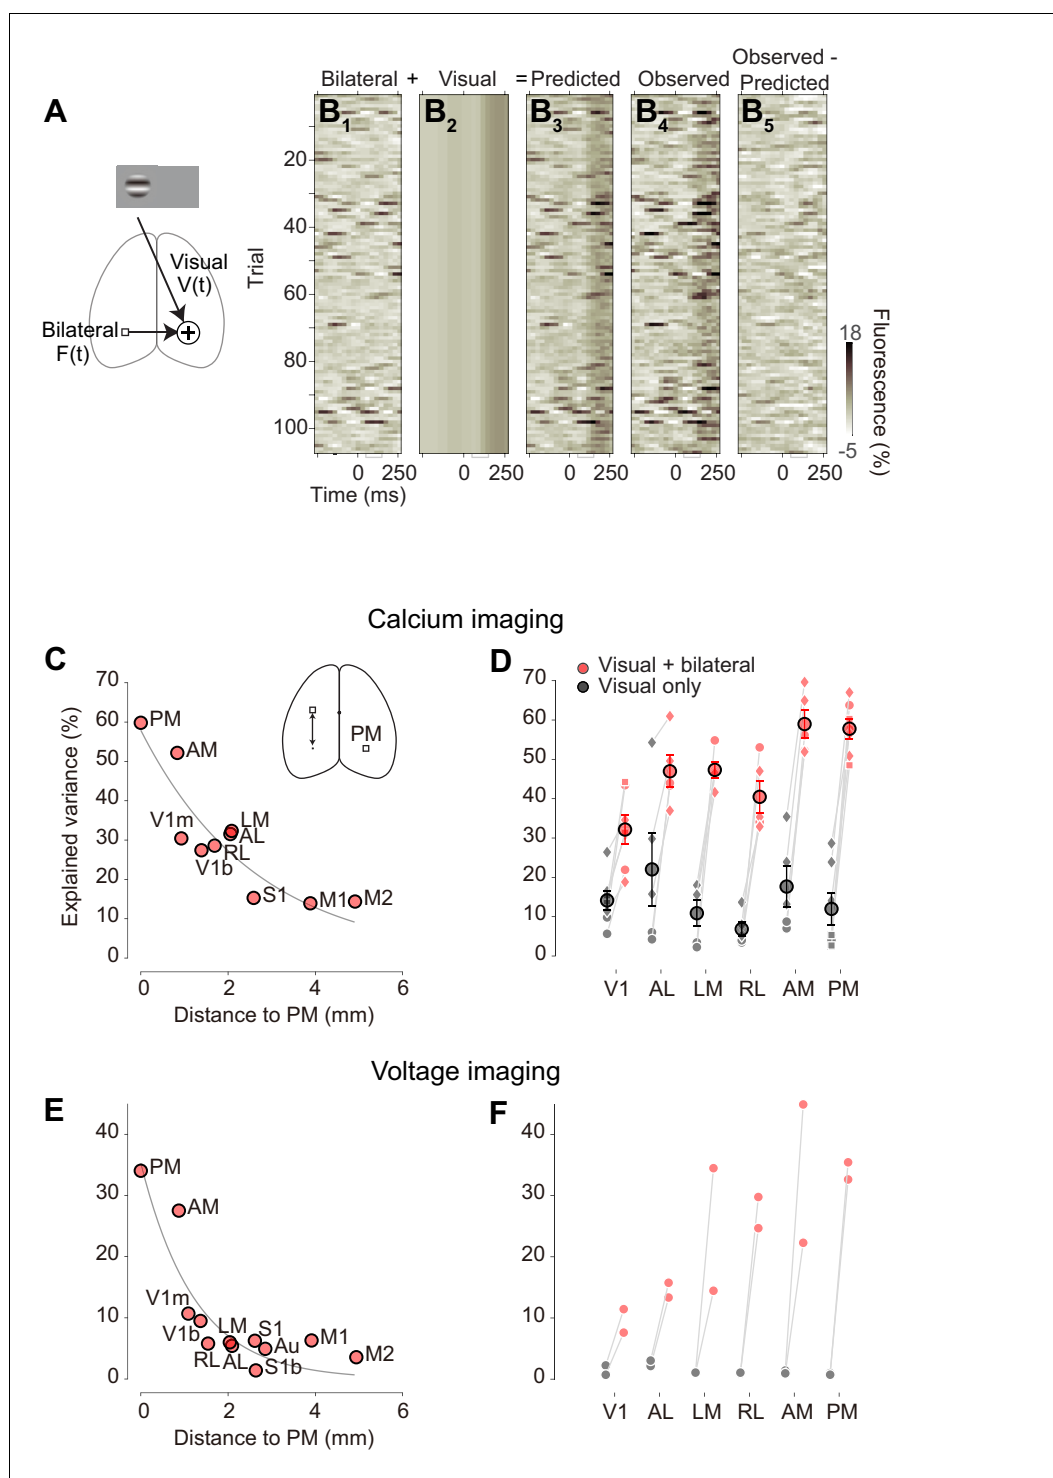 A
Bilateral + Visual = Predicted Observed Observed - Predicted
B1 B2 B3 B4 B5
Visual
V(t)
Bilateral
F(t)
Trial
20
40
60
80
100
0 250 0 250 0 250 0 250 0 250
Time (ms)
18
-5
Fluorescence (%)
Calcium imaging
C
Explained variance (%)
70
60
50
40
30
20
10
0
PM
AM
V1m
V1b
LM
AL
RL
S1
M1
M2
PM
0 2 4 6
Distance to PM (mm)
D
Visual + bilateral
Visual only
70
60
50
40
30
20
10
0
V1 AL LM RL AM PM
Voltage imaging
E
40
30
20
10
0
PM
AM
V1m
V1b
RL
LM
AL
S1
Au
S1b
M1
M2
0 2 4 6
Distance to PM (mm)
F
40
30
20
10
0
V1 AL LM RL AM PM